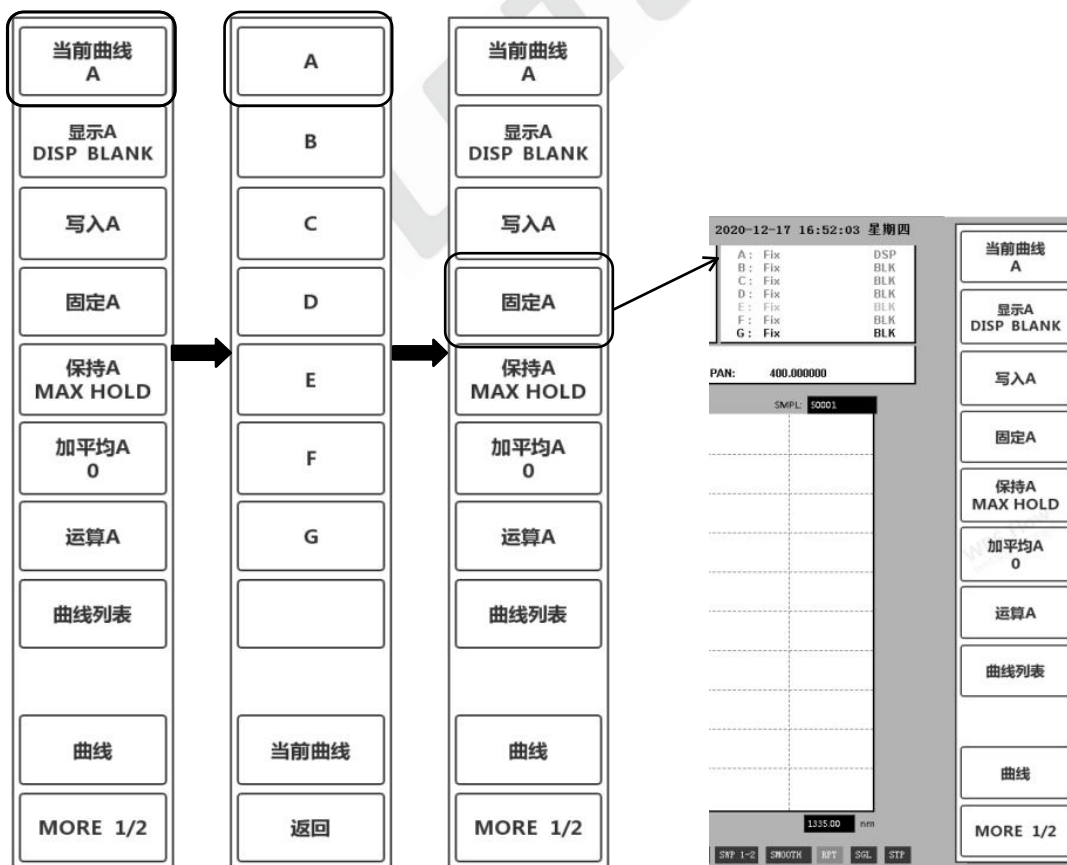 当前曲线
A
显示A
DISP BLANK
写入A
固定A
保持A
MAX HOLD
加平均A
0
运算A
曲线列表
曲线
MORE 1/2
A
B
C
D
E
F
G
当前曲线
返回
当前曲线
A
显示A
DISP BLANK
写入A
固定A
保持A
MAX HOLD
加平均A
0
运算A
曲线列表
曲线
MORE 1/2
2020-12-17 16:52:03 星期四
A: Fix DSP
B: Fix BLK
C: Fix BLK
D: Fix BLK
E: Fix BLK
F: Fix BLK
G: Fix BLK
PAN: 400.000000
SMPL: 50001
1335.00 nm
SWP 1-2 SMOOTH RPT SGL STP
当前曲线
A
显示A
DISP BLANK
写入A
固定A
保持A
MAX HOLD
加平均A
0
运算A
曲线列表
曲线
MORE 1/2